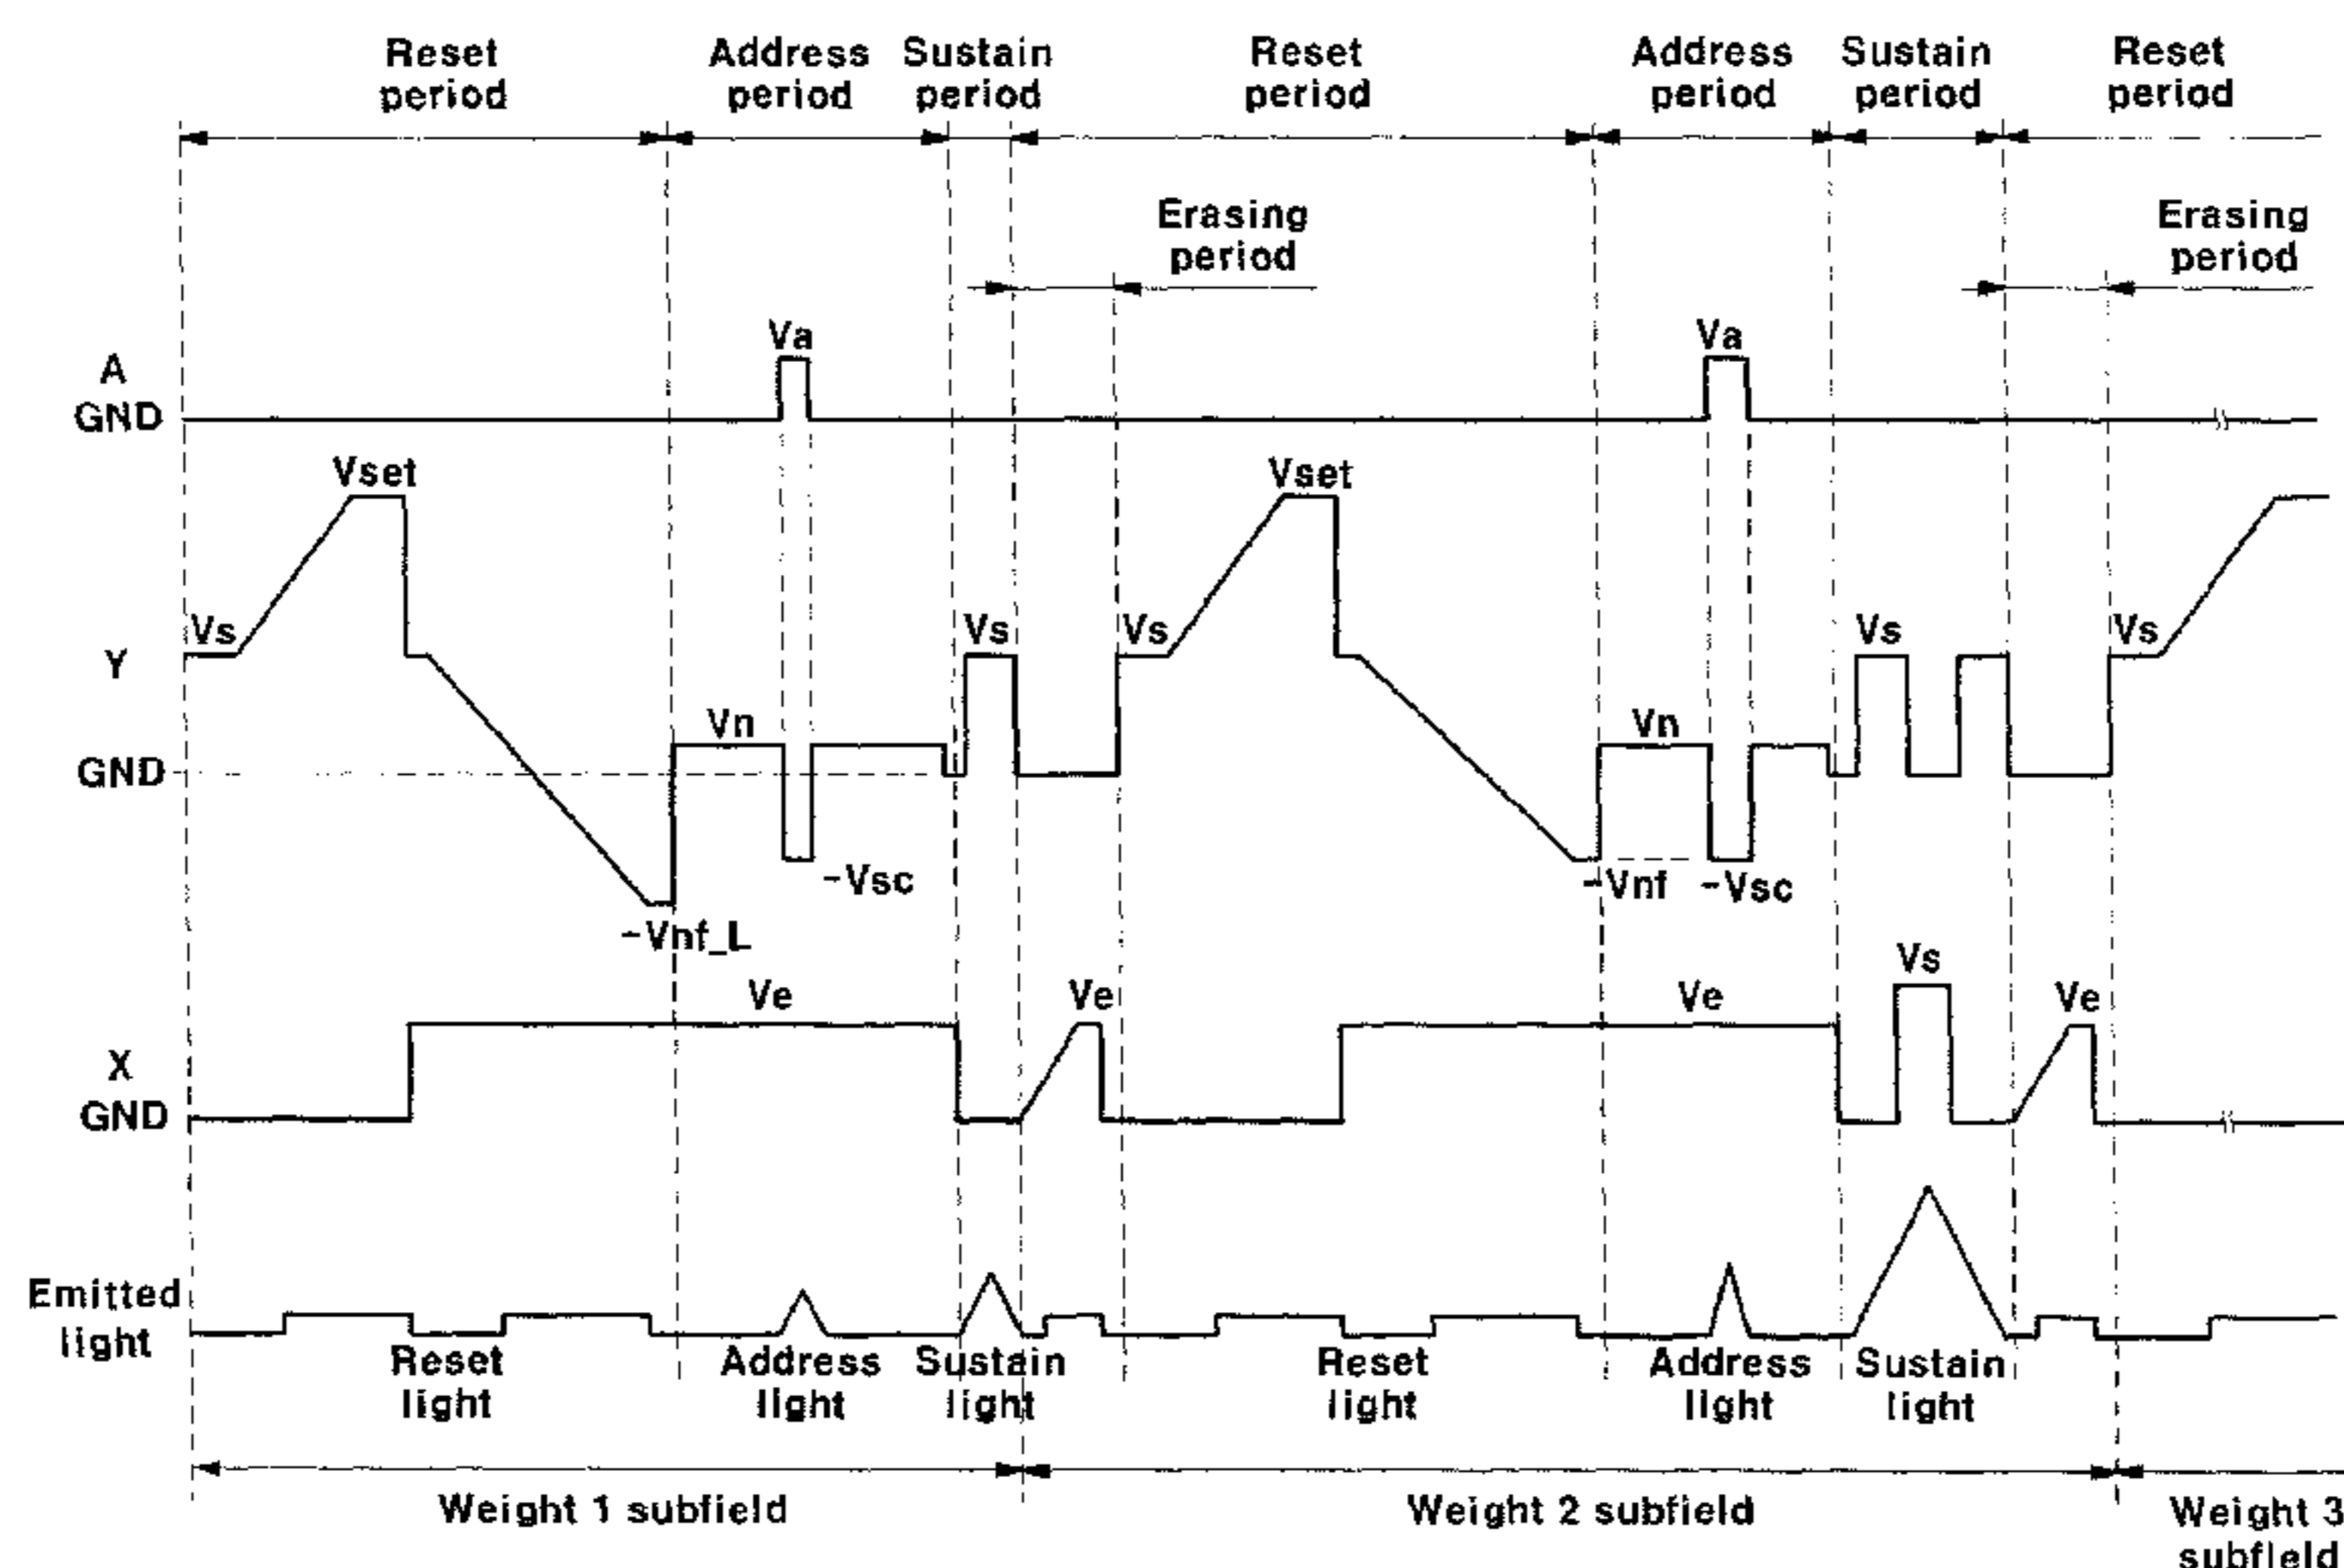 Reset period
Address period
Sustain period
Reset period
Address period
Sustain period
Reset period
Erasing period
Erasing period
Va
Va
A
GND
Vset
Vset
Vs
Vs
Vs
Vs
Vs
Y
Vn
Vn
GND
-Vsc
-Vnf
-Vsc
-Vnf_L
Vs
Ve
Ve
Ve
Ve
X
GND
Emitted light
Reset light
Address light
Sustain light
Reset light
Address light
Sustain light
Weight 1 subfield
Weight 2 subfield
Weight 3 subfield